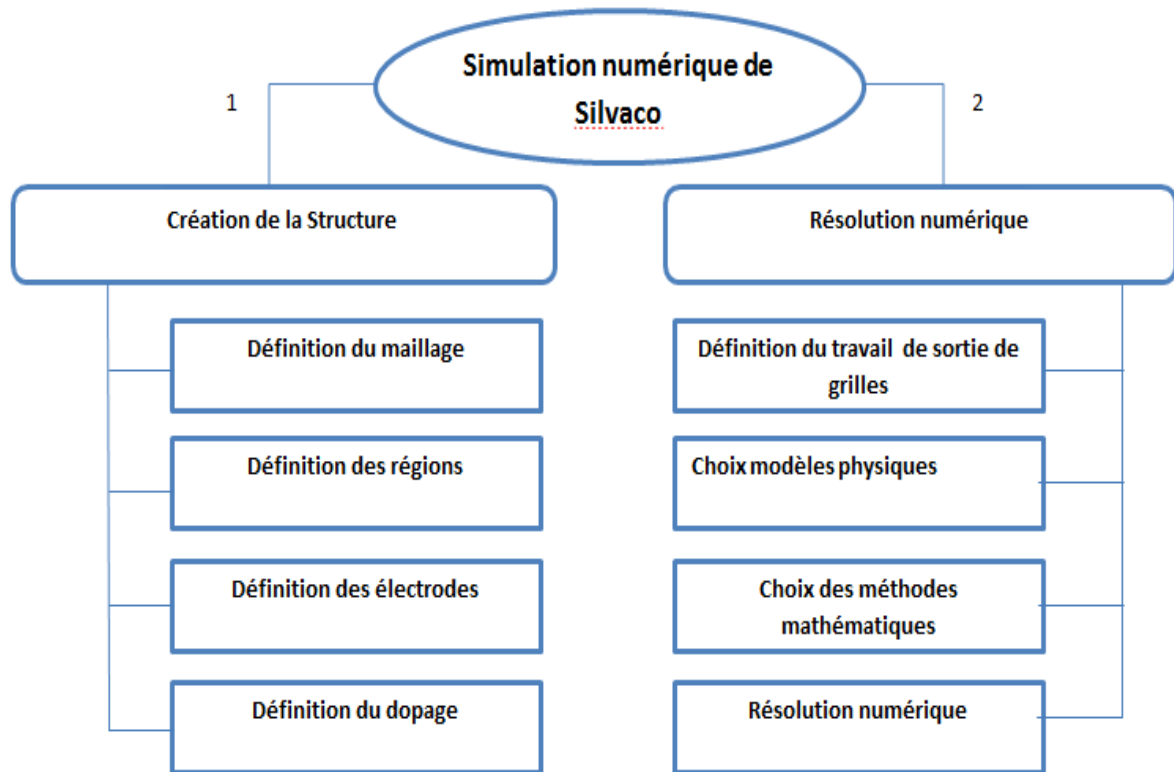 Simulation numérique de
Silvaco
1
2
Création de la Structure
Résolution numérique
Définition du maillage
Définition du travail de sortie de
grilles
Définition des régions
Choix modèles physiques
Définition des électrodes
Choix des méthodes
mathématiques
Définition du dopage
Résolution numérique